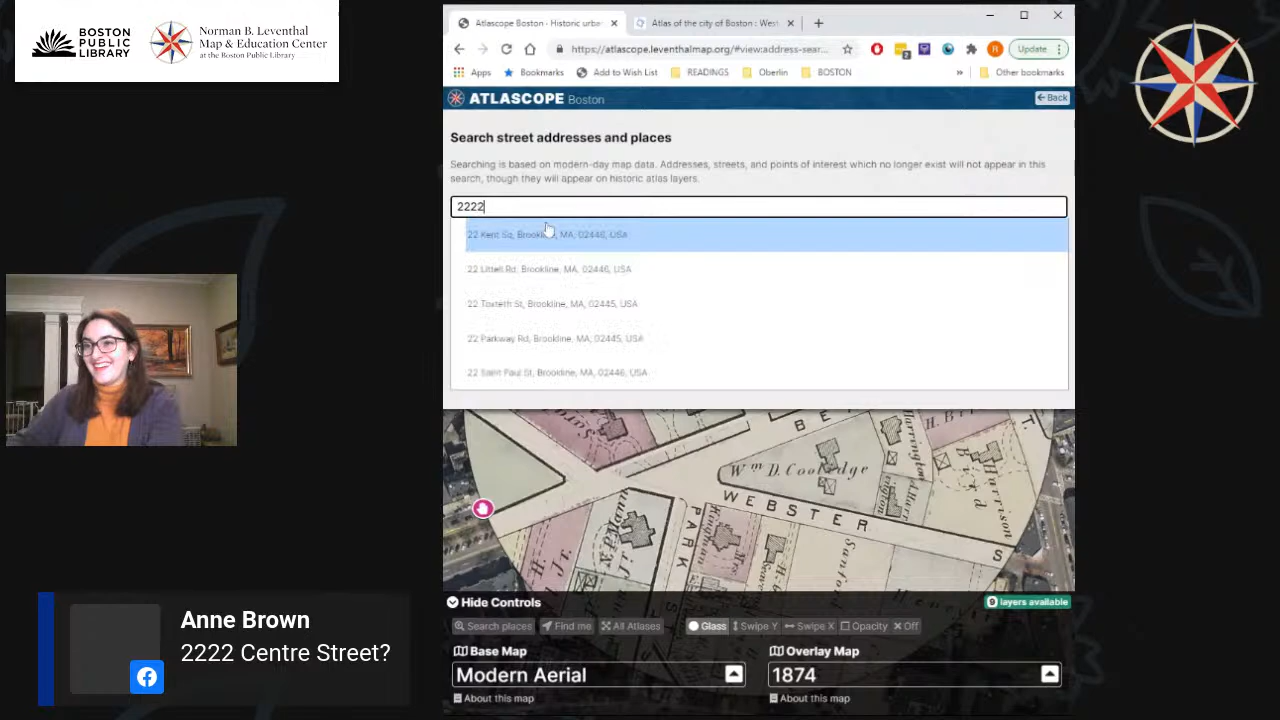 BOSTON
PUBLIC
LIBRARY
Norman B. Leventhal
Map & Education Center
at the Boston Public Library
Atlascope Boston - Historic urba
Atlas of the city of Boston : West
https://atlascope.leventhalmap.org/#view:address-sear...
2
R
Update
Apps
Bookmarks
Add to Wish List
READINGS
Oberlin
BOSTON
»
Other bookmarks
ATLASCOPE Boston
Back
Search street addresses and places
Searching is based on modern-day map data. Addresses, streets, and points of interest which no longer exist will not appear in this
search, though they will appear on historic atlas layers.
2222
22 Kent Sq, Brookline, MA, 02446, USA
22 Littell Rd, Brookline, MA, 02446, USA
22 Toxteth St, Brookline, MA, 02445, USA
22 Parkway Rd, Brookline, MA, 02445, USA
22 Saint Paul St, Brookline, MA, 02446, USA
Wm D. Coolidge
Harrington
Harrison
Bird
WEBSTER
S
PARK
Hide Controls
9 layers available
Search places
Find me
All Atlases
Glass
Swipe Y
Swipe X
Opacity
Off
Base Map
Overlay Map
Modern Aerial
1874
About this map
About this map
Anne Brown
2222 Centre Street?